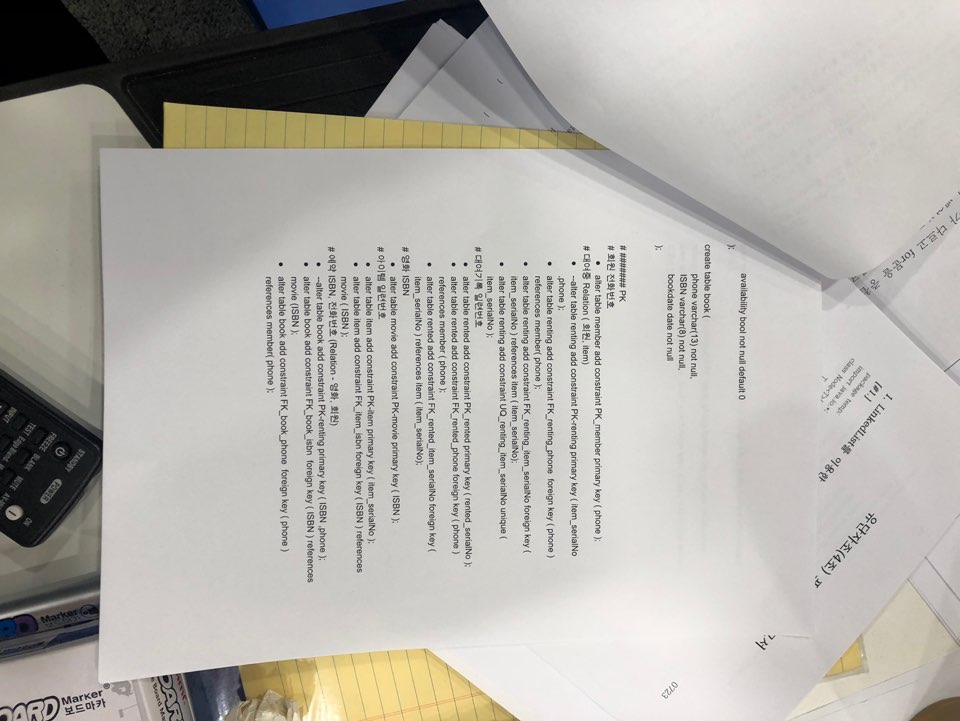 가 다르고 for문을 중
1. LinkedList를 이용한
[#1.]
package temp;
import java.io.*;
class Node<T>{
T
유단자조(4조) 프
고서
0723
availability bool not null default 0
);
create table book (
phone varchar(13) not null,
ISBN varchar(8) not null,
bookdate date not null
);
# ####### PK
# 회원 전화번호
● alter table member add constraint PK_member primary key ( phone );
# 대여중 Relation ( 회원, item)
● --alter table renting add constraint PK-renting primary key ( item_serialNo
,phone );
● alter table renting add constraint FK_renting_phone foreign key ( phone )
references member( phone );
● alter table renting add constraint FK_renting_item_serialNo foreign key (
item_serialNo ) references item ( item_serialNo);
● alter table renting add constraint UQ_renting_item_serialNo unique (
item_serialNo );
# 대여기록 일련번호
● alter table rented add constraint PK_rented primary key ( rented_serialNo );
● alter table rented add constraint FK_rented_phone foreign key ( phone )
references member ( phone );
● alter table rented add constraint FK_rented_item_serialNo foreign key (
item_serialNo ) references item ( item_serialNo);
# 영화 ISBN
● alter table movie add constraint PK-movie primary key ( ISBN );
# 아이템 일련번호
● alter table item add constraint PK-item primary key ( item_serialNo );
● alter table item add constraint FK_item_isbn foreign key ( ISBN ) references
movie ( ISBN );
# 예약 ISBN, 전화번호 (Relation - 영화, 회원)
● --alter table book add constraint PK-renting primary key ( ISBN ,phone );
● alter table book add constraint FK_book_isbn foreign key ( ISBN ) references
movie (ISBN );
● alter table book add constraint FK_book_phone foreign key ( phone )
references member( phone );
STANDBY
POWER
ON
FREEZE BLANK MUTE
TEST
INPUT
Board Ma
Marker
보드마카